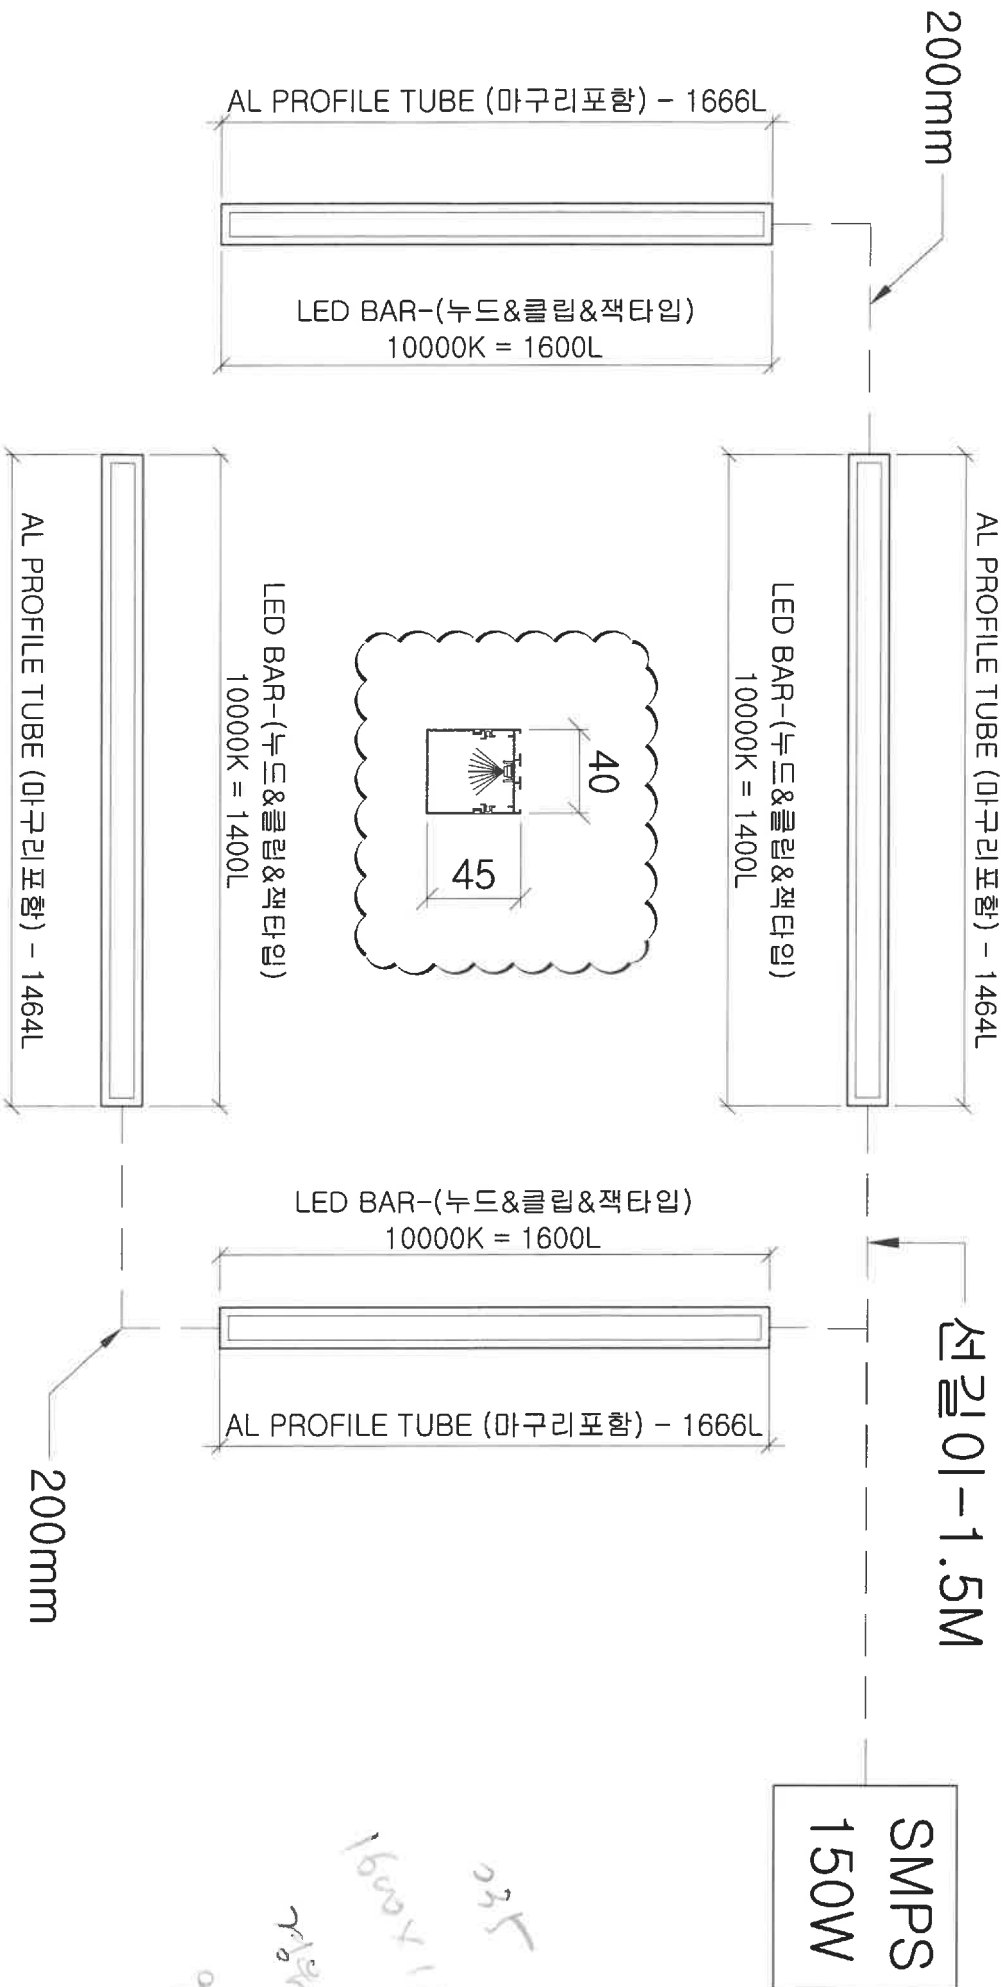 200mm
AL PROFILE TUBE (마구리포함) - 1666L
LED BAR-(누드&클립&잭타입)
10000K = 1600L
AL PROFILE TUBE (마구리포함) - 1464L
LED BAR-(누드&클립&잭타입)
10000K = 1400L
40
45
LED BAR-(누드&클립&잭타입)
10000K = 1400L
AL PROFILE TUBE (마구리포함) - 1464L
LED BAR-(누드&클립&잭타입)
10000K = 1600L
AL PROFILE TUBE (마구리포함) - 1666L
선길이-1.5M
200mm
SMPS
150W
1600 X 1